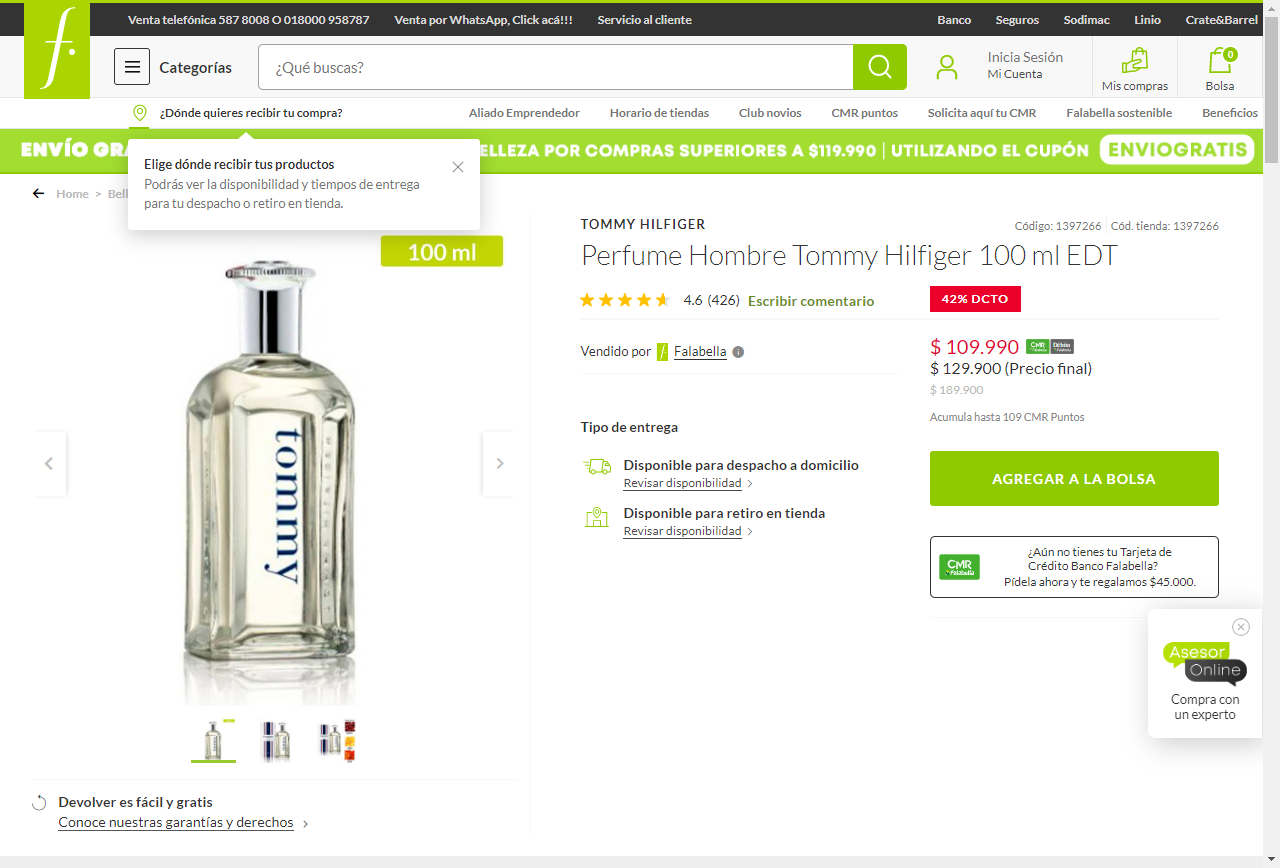 Venta telefónica 587 8008 O 018000 958787
Venta por WhatsApp, Click acá!!!
Servicio al cliente
Banco
Seguros
Sodimac
Linio
Crate&Barrel
f.
Categorías
¿Qué buscas?
Inicia Sesión
Mi Cuenta
Mis compras
0
Bolsa
¿Dónde quieres recibir tu compra?
Aliado Emprendedor
Horario de tiendas
Club novios
CMR puntos
Solicita aquí tu CMR
Falabella sostenible
Beneficios
ENVÍO GRA
ELLEZA POR COMPRAS SUPERIORES A $119.990 | UTILIZANDO EL CUPÓN ENVIOGRATIS
Elige dónde recibir tus productos
Podrás ver la disponibilidad y tiempos de entrega
para tu despacho o retiro en tienda.
Home > Bell
100 ml
tommy
TOMMY HILFIGER
Código: 1397266
Cód. tienda: 1397266
Perfume Hombre Tommy Hilfiger 100 ml EDT
4.6 (426)
Escribir comentario
42% DCTO
Vendido por f Falabella
$ 109.990
CMR
$ 129.900 (Precio final)
$ 189.900
Acumula hasta 109 CMR Puntos
Tipo de entrega
Disponible para despacho a domicilio
Revisar disponibilidad >
Disponible para retiro en tienda
Revisar disponibilidad >
AGREGAR A LA BOLSA
CMR
Falabella
¿Aún no tienes tu Tarjeta de
Crédito Banco Falabella?
Pídela ahora y te regalamos $45.000.
Asesor
Online
Compra con
un experto
Devolver es fácil y gratis
Conoce nuestras garantías y derechos >